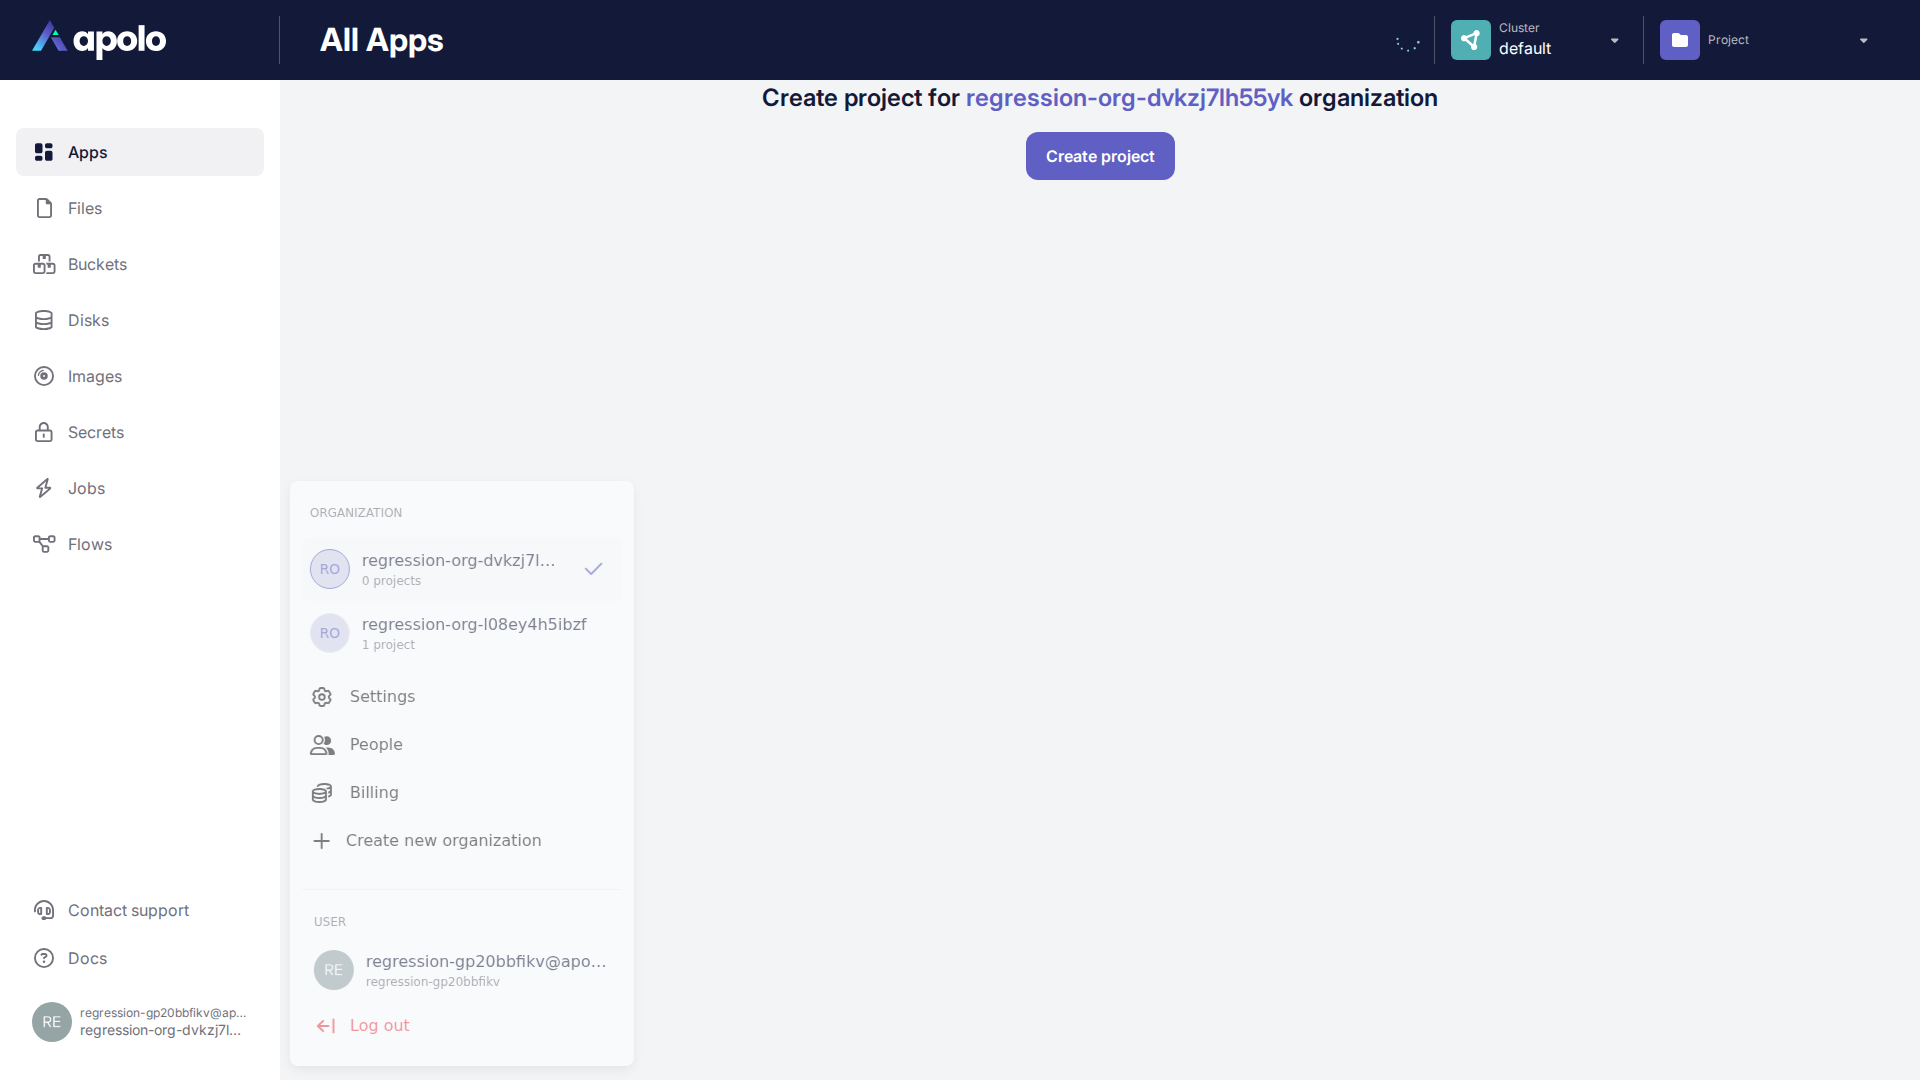 apolo
All Apps
Cluster
default
Project
Create project for regression-org-dvkzj7lh55yk organization
Create project
Apps
Files
Buckets
Disks
Images
Secrets
Jobs
Flows
ORGANIZATION
RO
regression-org-dvkzj7l...
0 projects
RO
regression-org-l08ey4h5ibzf
1 project
Settings
People
Billing
Create new organization
USER
RE
regression-gp20bbfikv@apo...
regression-gp20bbfikv
Log out
Contact support
Docs
RE
regression-gp20bbfikv@ap...
regression-org-dvkzj7l...